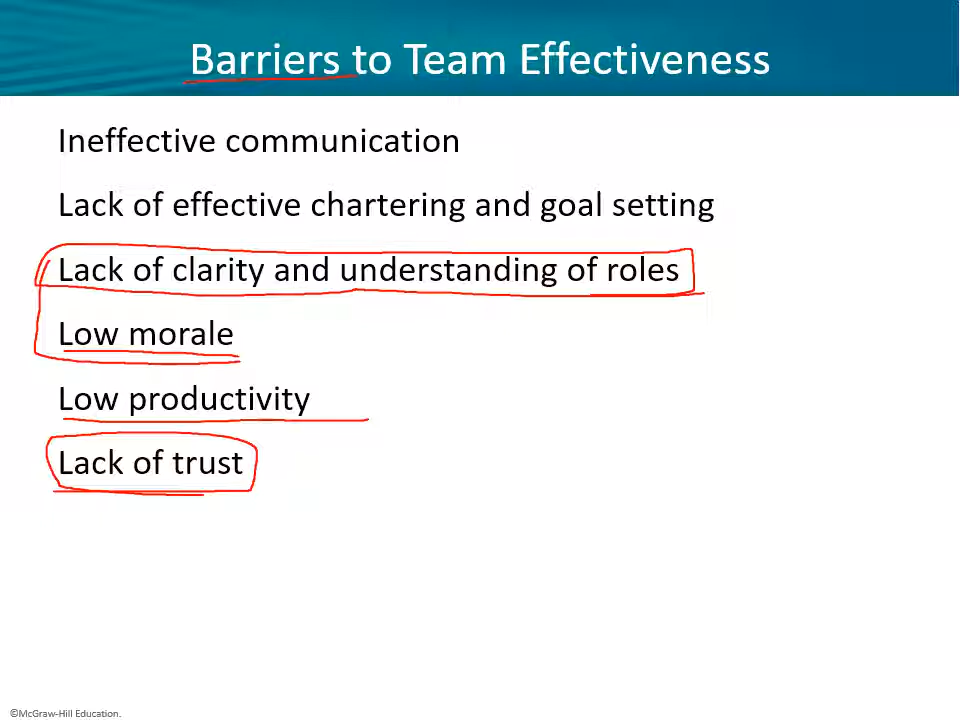 Barriers to Team Effectiveness
Ineffective communication
Lack of effective chartering and goal setting
Lack of clarity and understanding of roles
Low morale
Low productivity
Lack of trust
©McGraw-Hill Education.